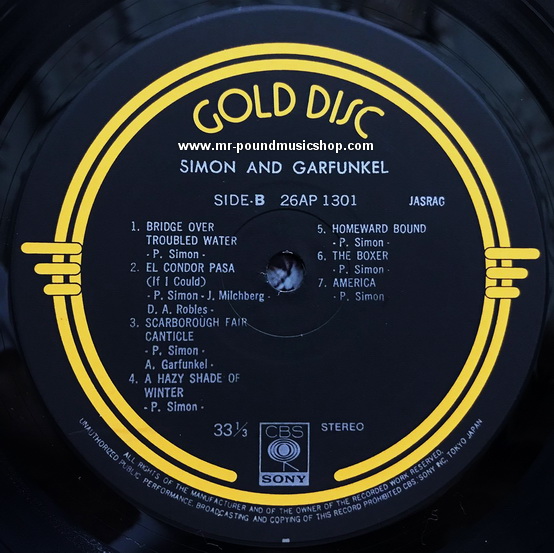 GOLD DISC
www.mr-poundmusicshop.com
SIMON AND GARFUNKEL
SIDE-B 26AP 1301 JASRAC
1. BRIDGE OVER
TROUBLED WATER
- P. Simon -
2. EL CONDOR PASA
(If I Could)
- P. Simon - J. Milchberg -
D. A. Robles -
3. SCARBOROUGH FAIR
CANTICLE
- P. Simon -
A. Garfunkel -
4. A HAZY SHADE OF
WINTER
- P. Simon -
5. HOMEWARD BOUND
- P. Simon -
6. THE BOXER
- P. Simon -
7. AMERICA
- P. Simon
33 1/3 CBS STEREO
SONY
ALL RIGHTS OF THE MANUFACTURER AND OF THE OWNER OF THE RECORDED WORK RESERVED.
UNAUTHORIZED PUBLIC PERFORMANCE, BROADCASTING AND COPYING OF THIS RECORD PROHIBITED CBS/SONY INC. TOKYO JAPAN